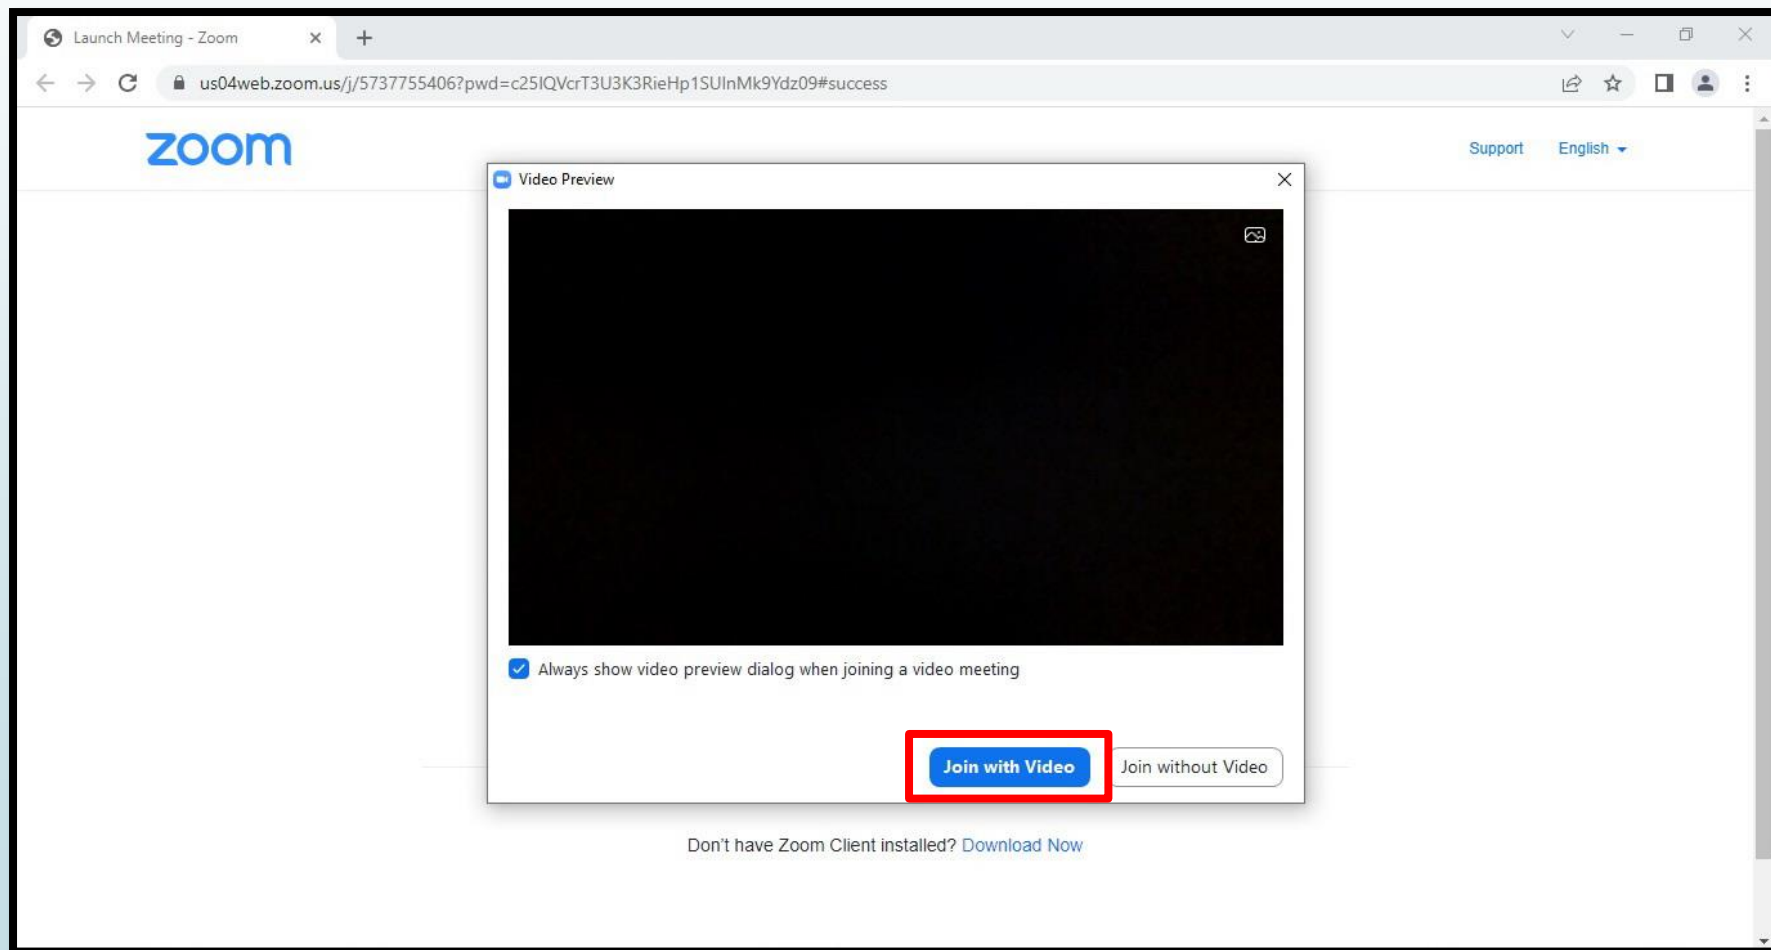 Launch Meeting - Zoom
us04web.zoom.us/j/5737755406?pwd=c25IQVcrT3U3K3RieHp1SUlnMk9Ydz09#success
zoom
Support English
Video Preview
Always show video preview dialog when joining a video meeting
Join with Video Join without Video
Don't have Zoom Client installed? Download Now